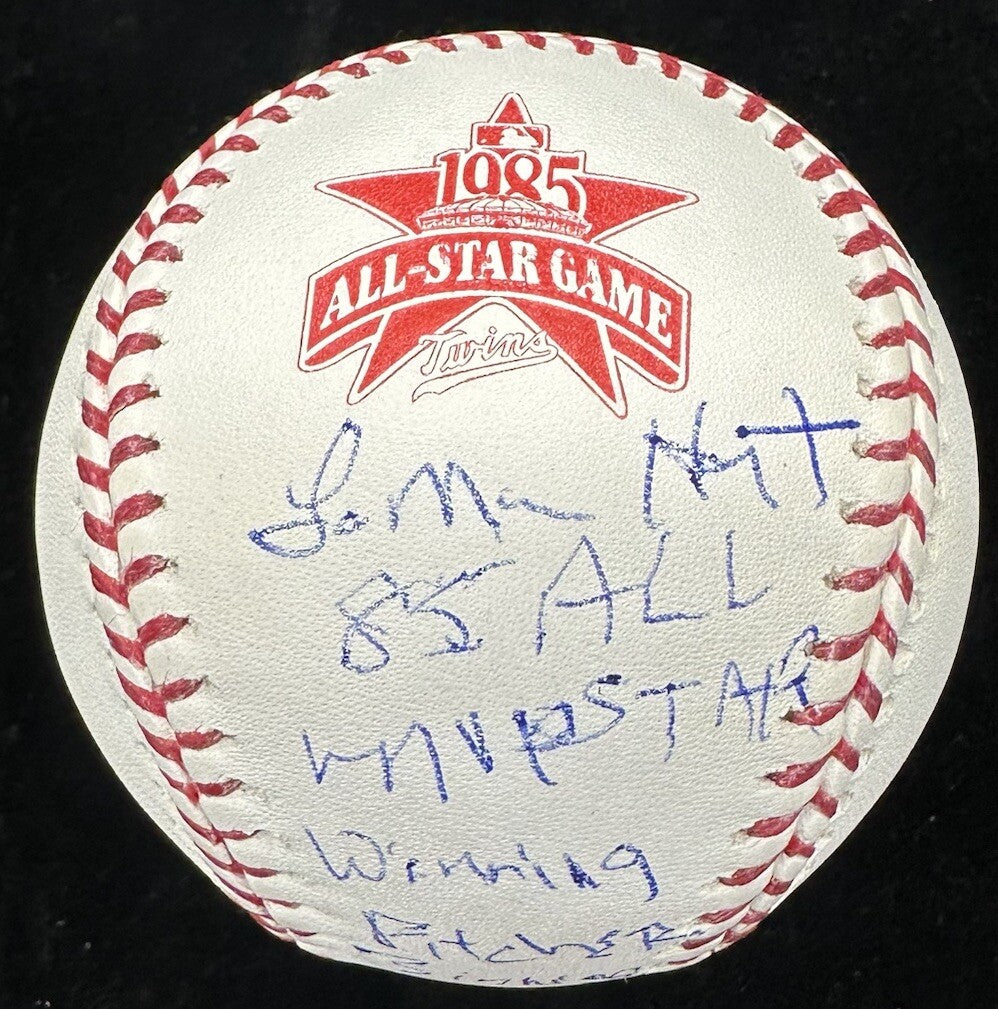 1985
ALL-STAR GAME
Twins
LaMarr Hoyt
85 ALL
MVP STAR
Winning
Pitcher